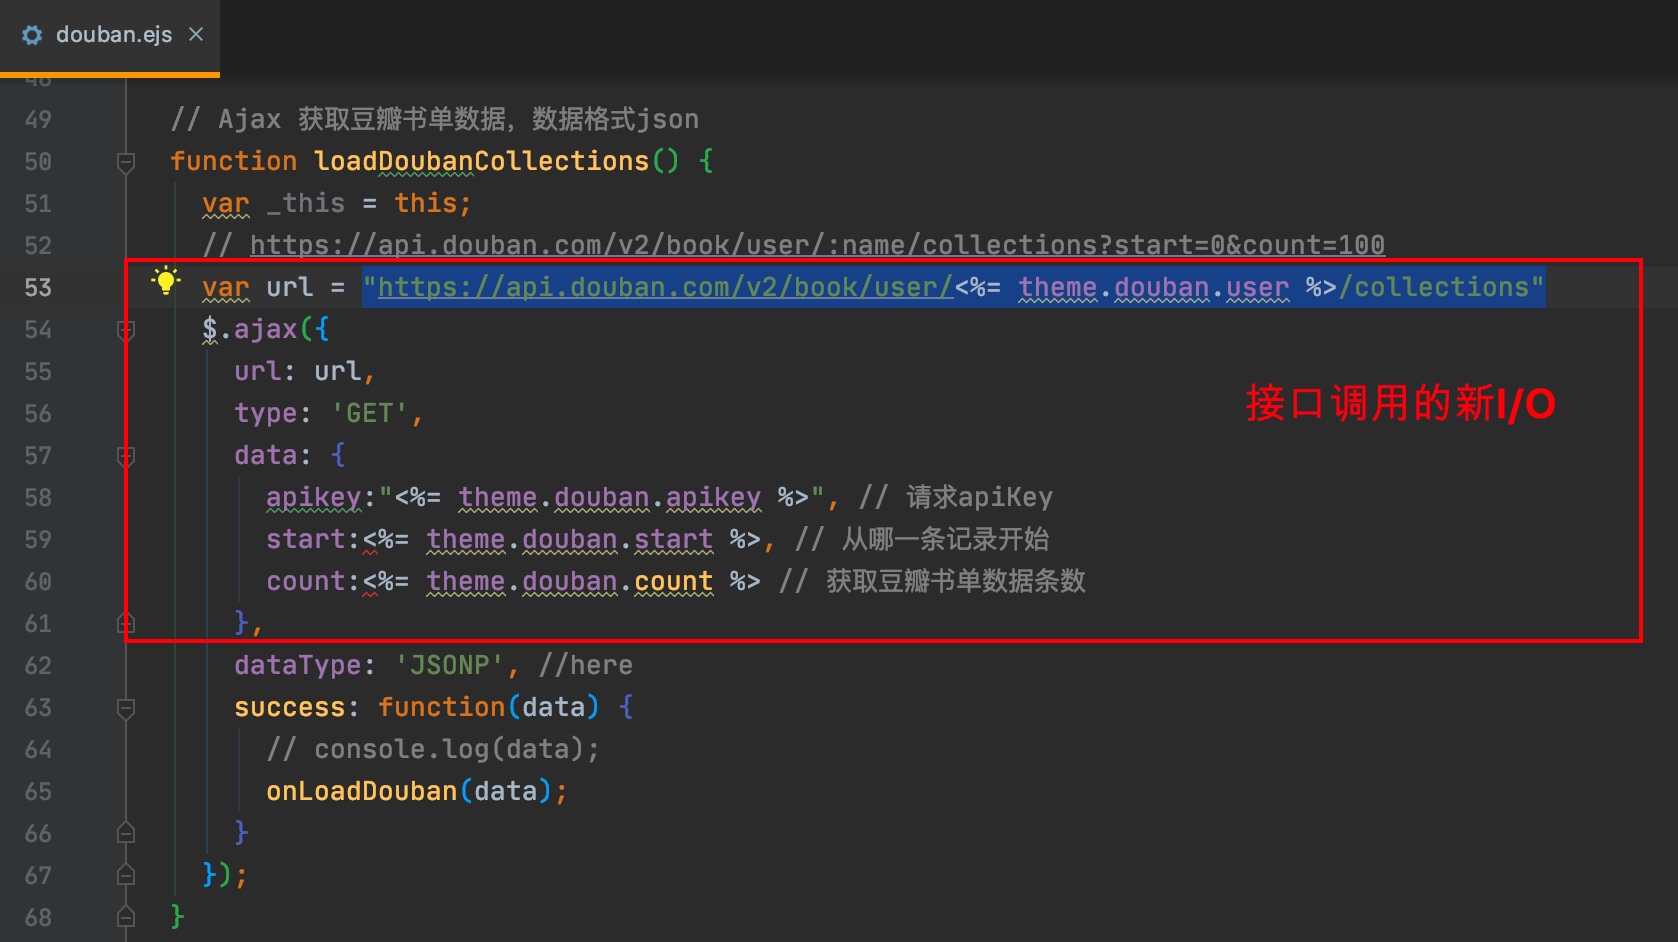 douban.ejs
48
49 // Ajax 获取豆瓣书单数据，数据格式json
50 function loadDoubanCollections() {
51 var _this = this;
52 // https://api.douban.com/v2/book/user/:name/collections?start=0&count=100
53 var url = "https://api.douban.com/v2/book/user/<%= theme.douban.user %>/collections"
54 $.ajax({
55 url: url,
56 type: 'GET',
接口调用的新I/O
57 data: {
58 apikey:"<%= theme.douban.apikey %>", // 请求apiKey
59 start:<%= theme.douban.start %>, // 从哪一条记录开始
60 count:<%= theme.douban.count %> // 获取豆瓣书单数据条数
61 },
62 dataType: 'JSONP', //here
63 success: function(data) {
64 // console.log(data);
65 onLoadDouban(data);
66 }
67 });
68 }